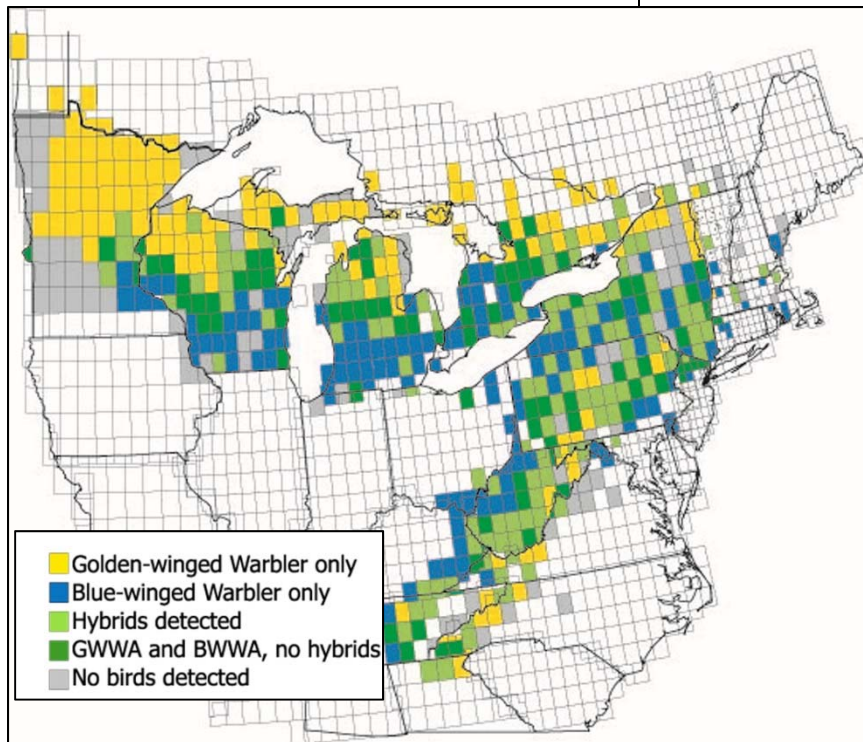 Golden-winged Warbler only
Blue-winged Warbler only
Hybrids detected
GWWA and BWWA, no hybrids
No birds detected